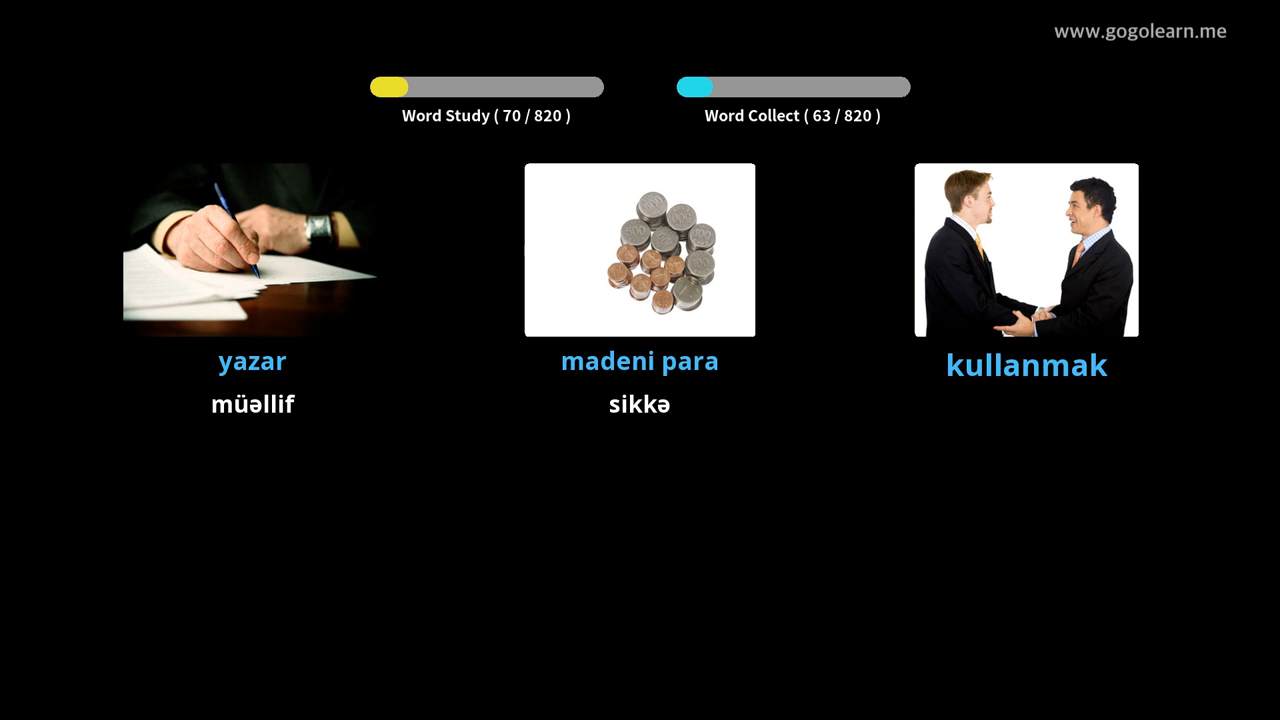 www.gogolearn.me
Word Study ( 70 / 820 )
Word Collect ( 63 / 820 )
yazar
müəllif
madeni para
sikkə
kullanmak